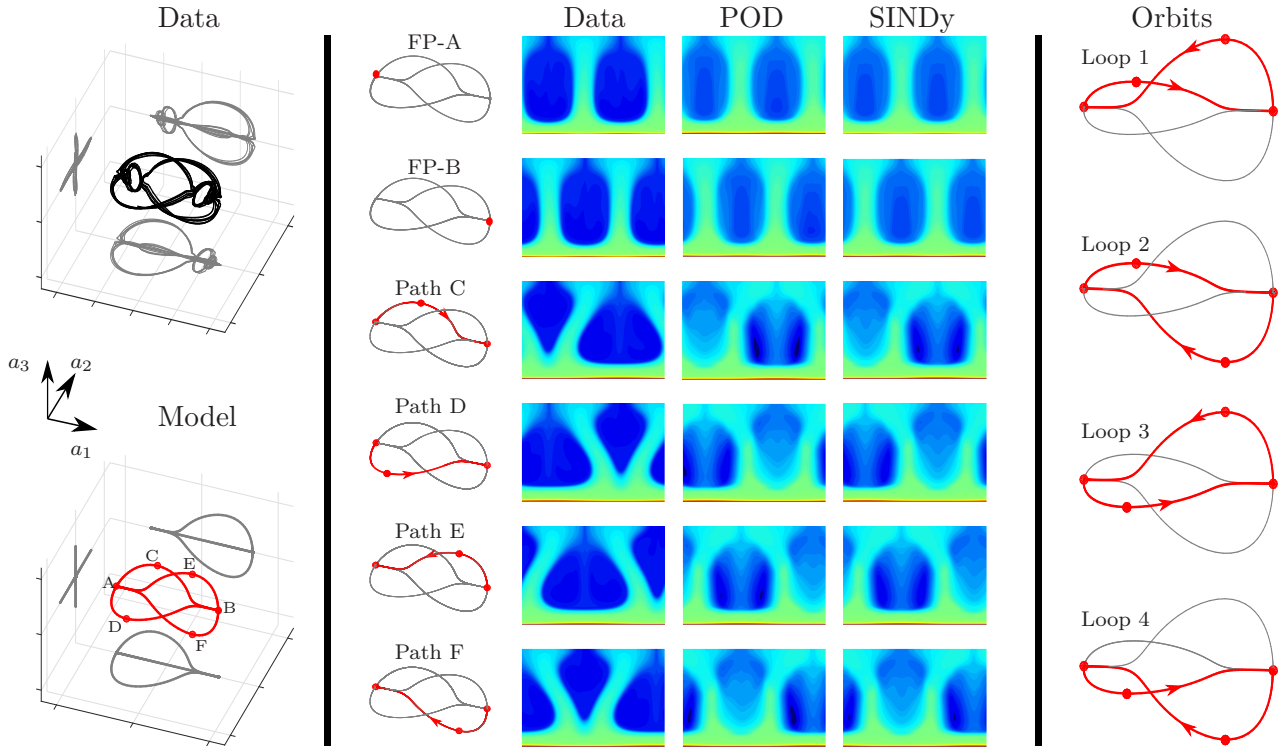 Data
a₃
a₂
a₁
Model
A
C
E
B
D
F
Data
POD
SINDy
FP-A
FP-B
Path C
Path D
Path E
Path F
Orbits
Loop 1
Loop 2
Loop 3
Loop 4